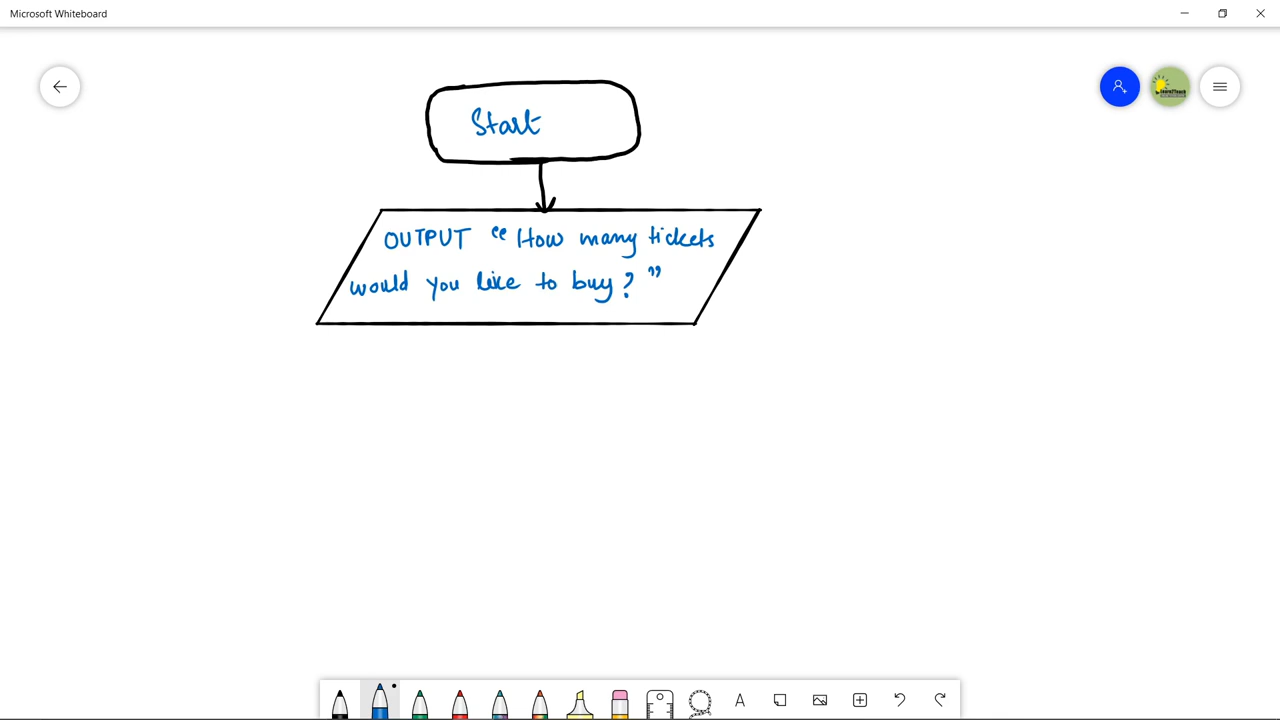 Microsoft Whiteboard
Start
OUTPUT “How many tickets
would you like to buy?”
A